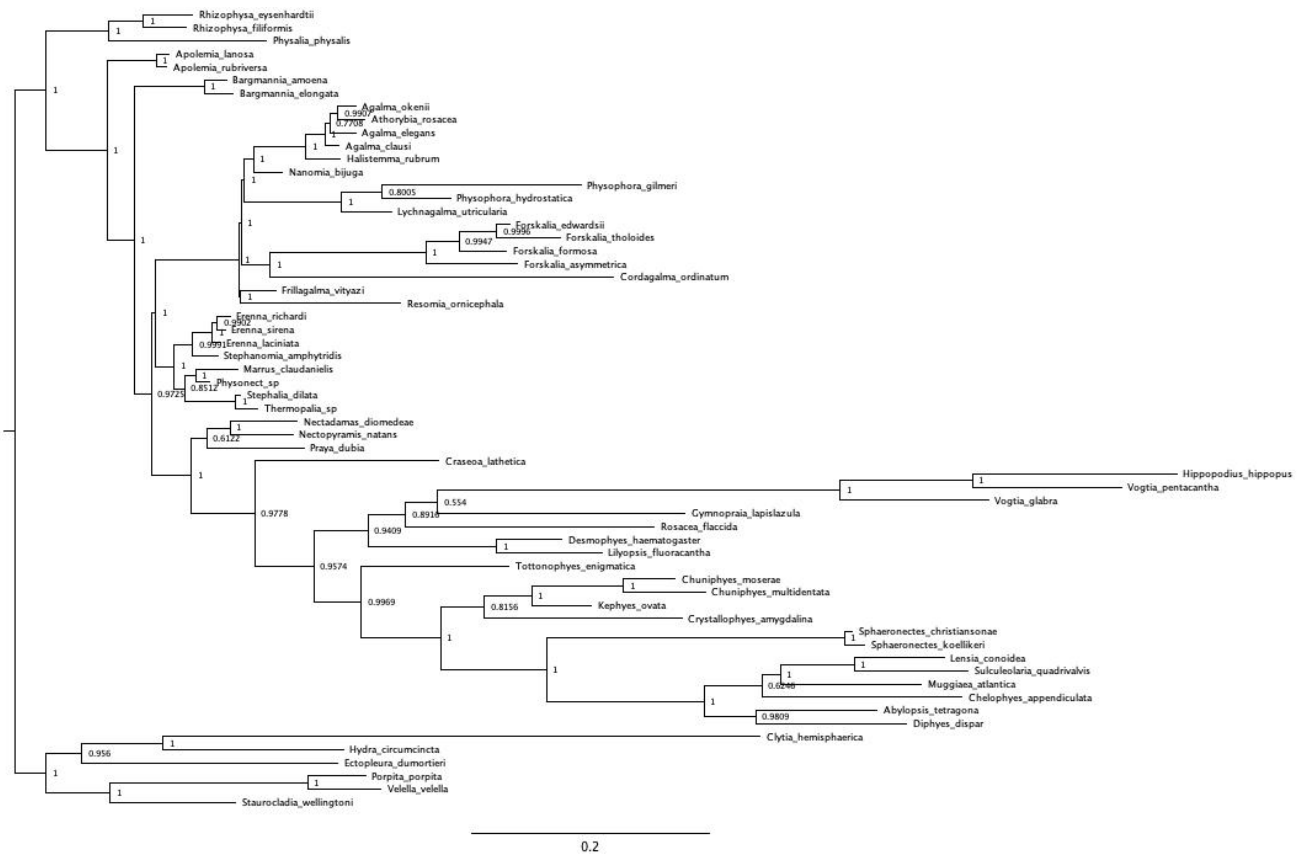 Rhizophysa_eysenhardtii
1
Rhizophysa_filiformis
1
Physalia_physalis
Apolemia_lanosa
1
Apolemia_rubriversa
Bargmannia_amoena
1
1
Bargmannia_elongata
Agalma_okenii
0.9907
Athorybia_rosacea
0.7708
Agalma_elegans
1
Agalma_clausi
1
1
Halistemma_rubrum
1
Nanomia_bijuga
1
Physophora_gilmeri
0.8005
Physophora_hydrostatica
1
Lychnagalma_utricularia
1
Forskalia_edwardsii
0.9996
Forskalia_tholoides
1
0.9947
Forskalia_formosa
1
1
1
Forskalia_asymmetrica
Cordagalma_ordinatum
Frillagalma_vityazi
1
Resomia_ornicephala
1
Erenna_richardi
0.9902
Erenna_sirena
1
0.9991
Erenna_laciniata
Stephanomia_amphytridis
1
Marrus_claudanielis
1
Physonect_sp
0.8512
0.9725
Stephalia_dilata
1
Thermopalia_sp
Nectadamas_diomedeae
1
Nectopyramis_natans
0.6122
Praya_dubia
Craseoa_lathetica
1
Hippopodius_hippopus
1
Vogtia_pentacantha
1
Vogtia_glabra
0.554
0.9778
0.8916
Gymnopraia_lapislazula
Rosacea_flaccida
0.9409
Desmophyes_haematogaster
1
Lilyopsis_fluoracantha
0.9574
Tottonophyes_enigmatica
Chuniphyes_moserae
1
Chuniphyes_multidentata
1
0.9969
Kephyes_ovata
0.8156
Crystallophyes_amygdalina
1
Sphaeronectes_christiansonae
1
Sphaeronectes_koellikeri
Lensia_conoidea
1
1
Sulculeolaria_quadrivalvis
1
0.6246
Muggiaea_atlantica
Chelophyes_appendiculata
1
Abylopsis_tetragona
0.9809
Diphyes_dispar
1
Clytia_hemisphaerica
0.956
Hydra_circumcincta
Ectopleura_dumortieri
1
Porpita_porpita
1
Velella_velella
1
Staurocladia_wellingtoni
0.2